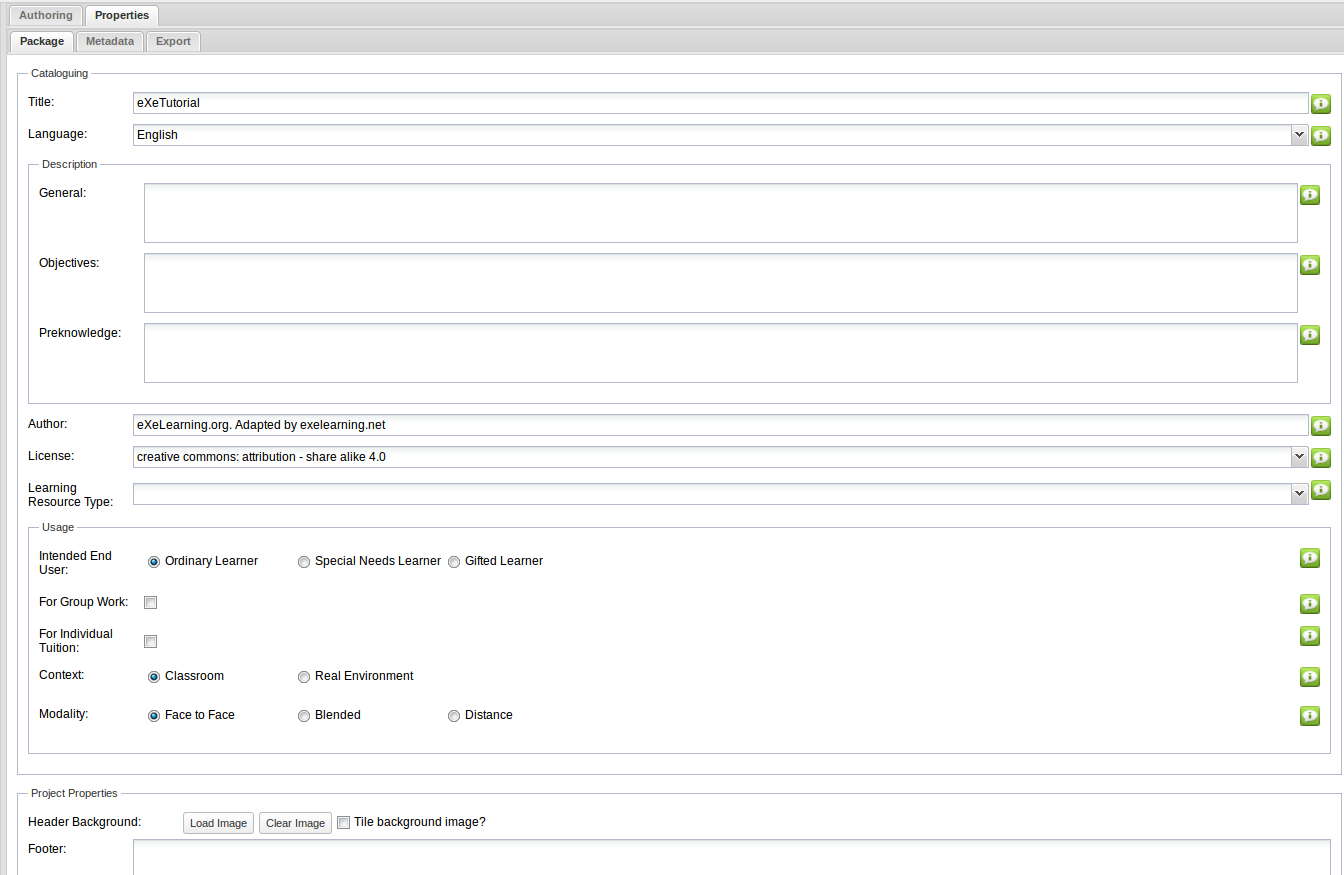 Authoring Properties
Package Metadata Export
Cataloguing
Title: eXeTutorial
Language: English
Description
General:
Objectives:
Preknowledge:
Author: eXeLearning.org. Adapted by exelearning.net
License: creative commons: attribution - share alike 4.0
Learning
Resource Type:
Usage
Intended End
User: Ordinary Learner Special Needs Learner Gifted Learner
For Group Work:
For Individual
Tuition:
Context: Classroom Real Environment
Modality: Face to Face Blended Distance
Project Properties
Header Background: Load Image Clear Image Tile background image?
Footer: